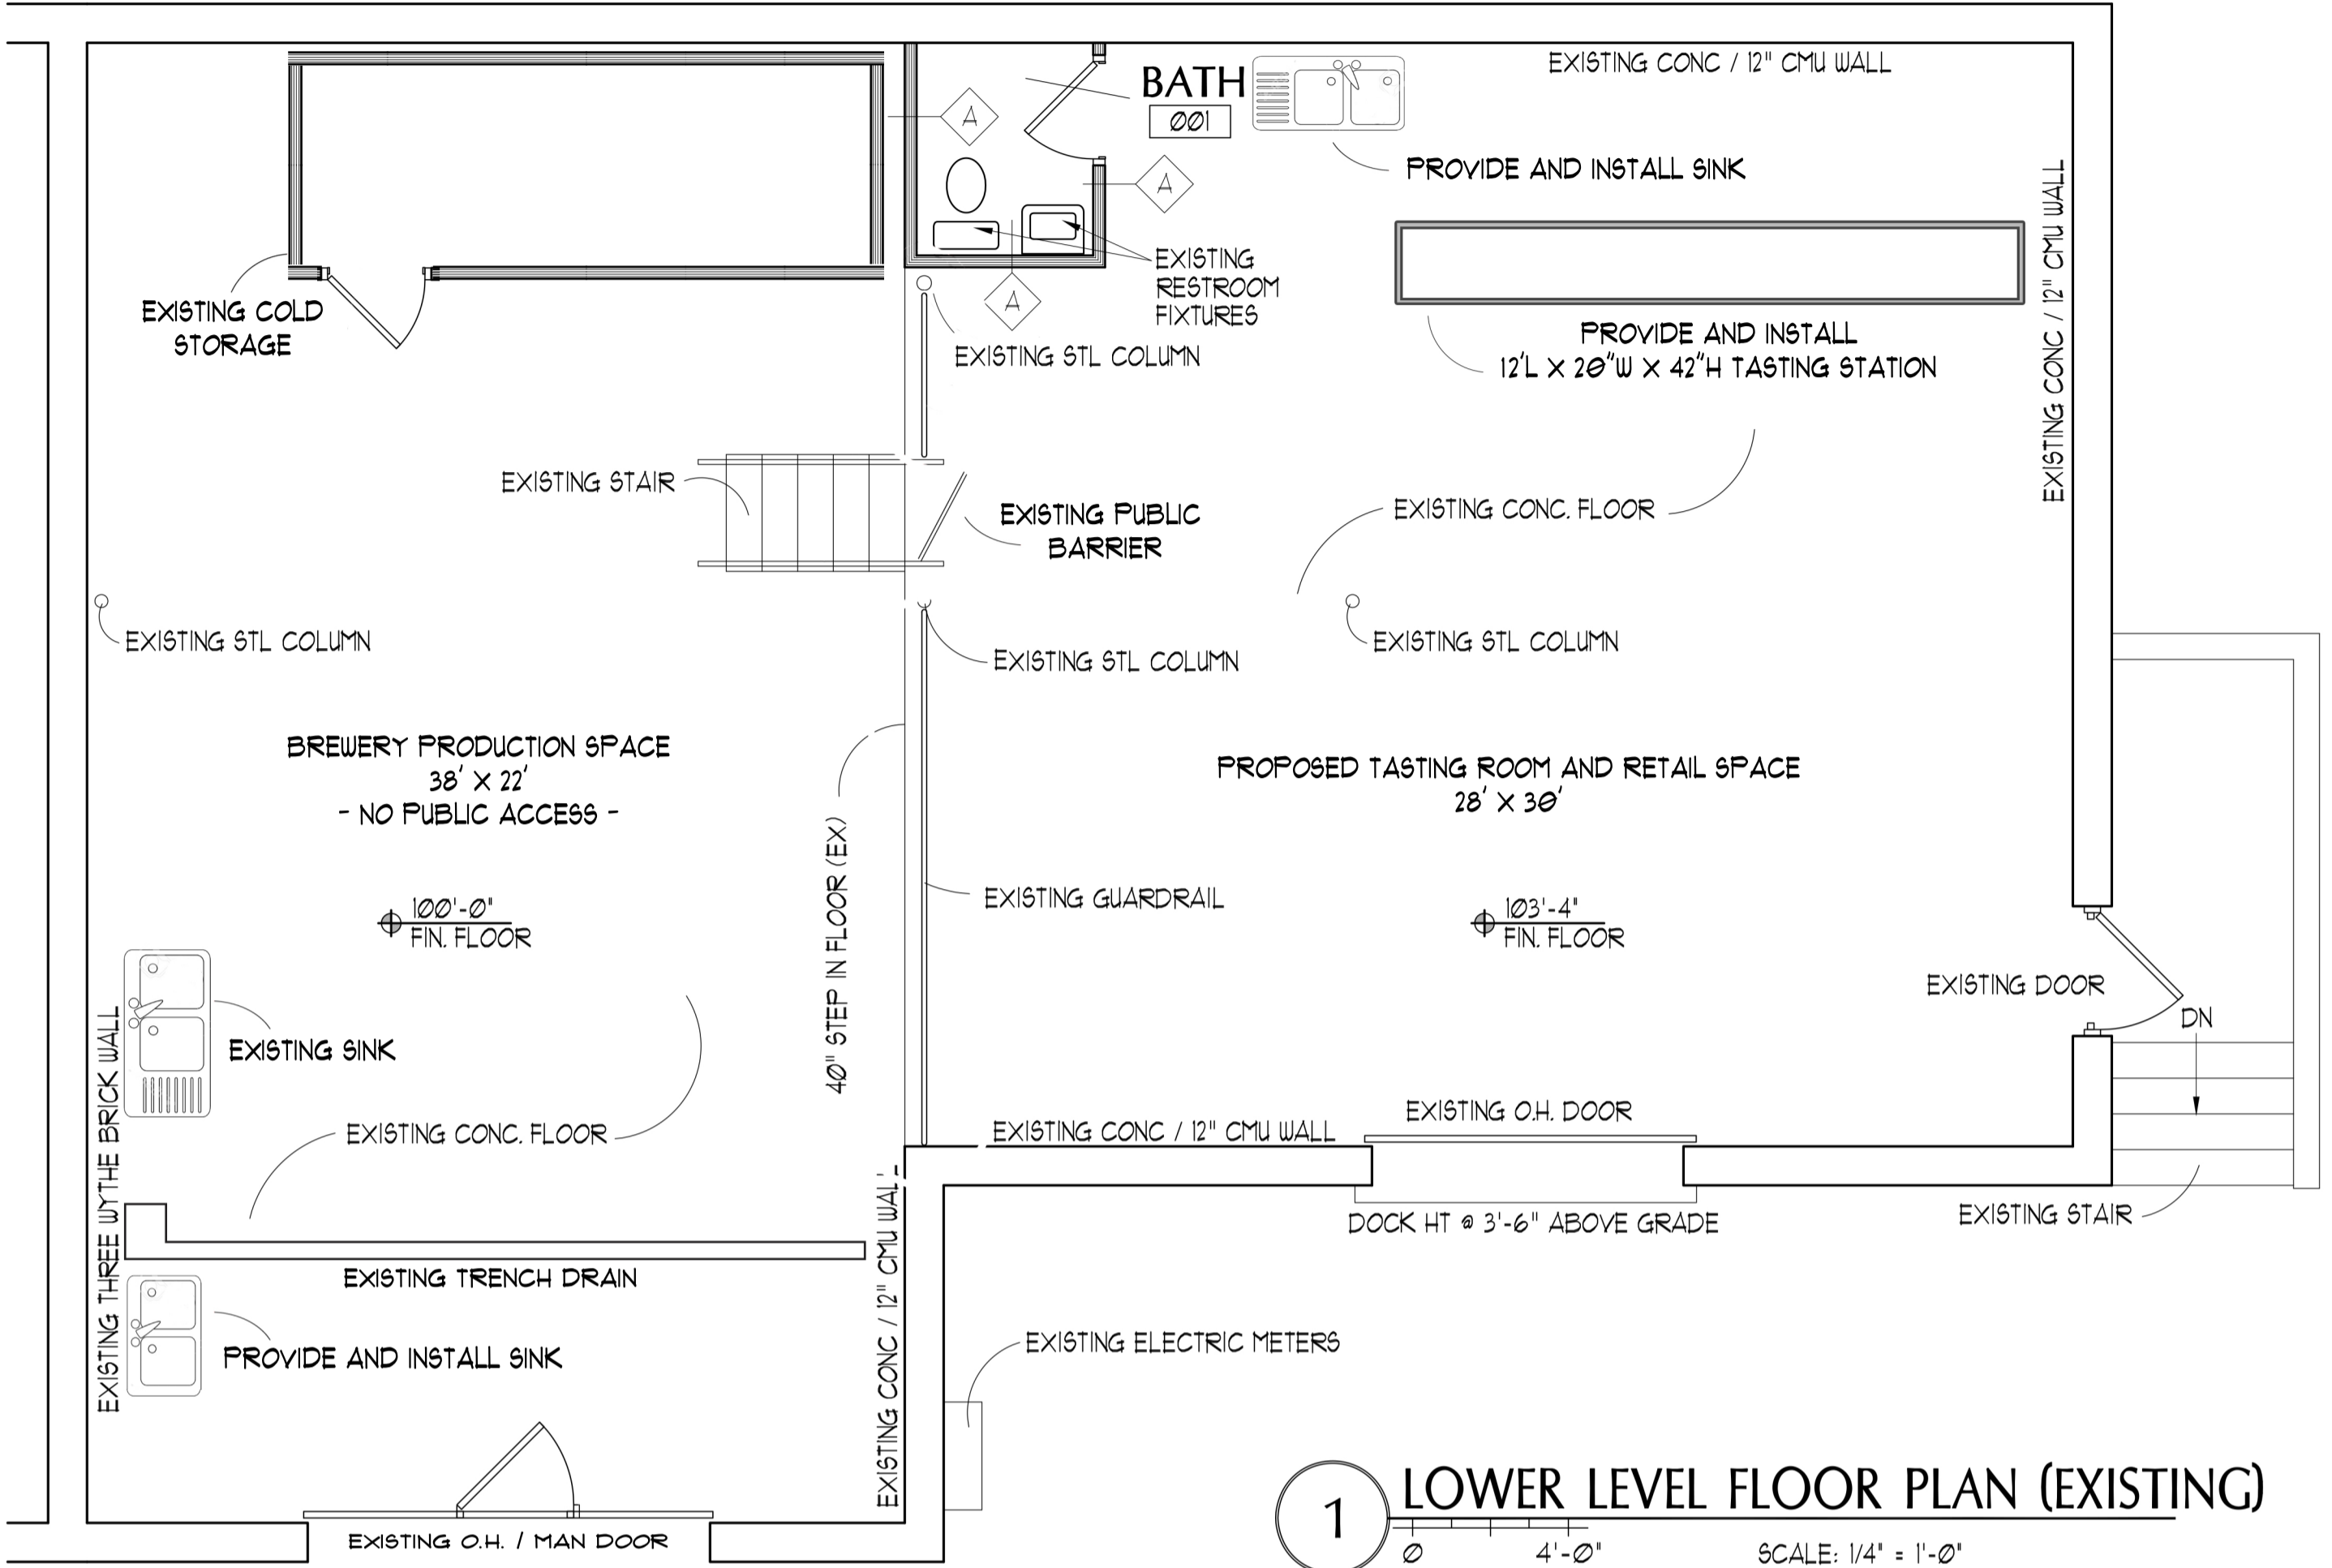 EXISTING CONC / 12" CMU WALL
BATH
001
A
PROVIDE AND INSTALL SINK
A
EXISTING CONC / 12" CMU WALL
EXISTING
RESTROOM
FIXTURES
A
EXISTING COLD
STORAGE
EXISTING STL COLUMN
PROVIDE AND INSTALL
12'L X 20"W X 42"H TASTING STATION
EXISTING STAIR
EXISTING PUBLIC
BARRIER
EXISTING CONC. FLOOR
EXISTING STL COLUMN
EXISTING STL COLUMN
EXISTING STL COLUMN
BREWERY PRODUCTION SPACE
38' X 22'
- NO PUBLIC ACCESS -
PROPOSED TASTING ROOM AND RETAIL SPACE
28' X 30'
40" STEP IN FLOOR (EX)
EXISTING GUARDRAIL
100'-0"
FIN. FLOOR
103'-4"
FIN. FLOOR
EXISTING DOOR
DN
EXISTING SINK
EXISTING THREE WYTHE BRICK WALL
EXISTING CONC. FLOOR
EXISTING CONC / 12" CMU WALL
EXISTING O.H. DOOR
EXISTING CONC / 12" CMU WAL
DOCK HT @ 3'-6" ABOVE GRADE
EXISTING STAIR
EXISTING TRENCH DRAIN
PROVIDE AND INSTALL SINK
EXISTING ELECTRIC METERS
EXISTING O.H. / MAN DOOR
1
LOWER LEVEL FLOOR PLAN (EXISTING)
0 4'-0" SCALE: 1/4" = 1'-0"